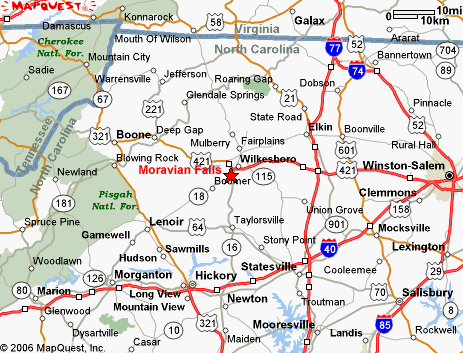 MAPQUEST
Konnarock
Galax
0 10mi
0 10km
Damascus
Virginia
North Carolina
52
Ararat
704
Cherokee
Natl. For.
Mouth Of Wilson
77
Bannertown
89
Mountain City
74
Sadie
Warrensville
Jefferson
Roaring Gap
Dobson
167
67
Glendale Springs
21
Pinnacle
221
State Road
52
Tennessee
North Carolina
321
Boone
Deep Gap
Elkin
Boonville
Mulberry
Fairplains
601
Rural Hall
Blowing Rock
421
Wilkesboro
Moravian Falls
421
Winston-Salem
Newland
Boomer
115
Pisgah
Natl. For.
18
Clemmons
181
Union Grove
158
Spruce Pine
Lenoir
64
Taylorsville
901
Mocksville
Gamewell
16
Stony Point
40
Lexington
Hudson
Sawmills
Woodlawn
Statesville
Cooleemee
29
80
126
Morganton
Hickory
70
Marion
Long View
Newton
Troutman
Salisbury
Glenwood
Mountain View
8
Dysartville
321
Mooresville
85
Rockwell
Casar
10
Maiden
Landis
© 2006 MapQuest, Inc.